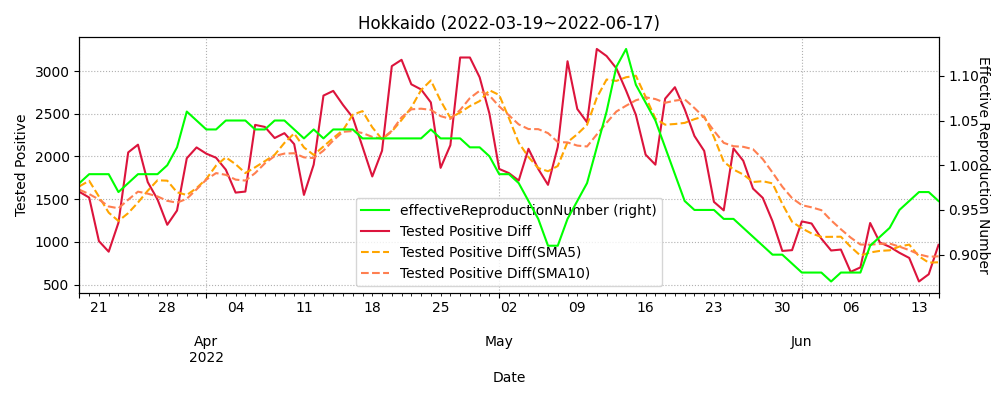 Hokkaido (2022-03-19~2022-06-17)
Tested Positive
3000
2500
2000
1500
1000
500
1.10
1.05
1.00
0.95
0.90
Effective Reproduction Number
effectiveReproductionNumber (right)
Tested Positive Diff
Tested Positive Diff(SMA5)
Tested Positive Diff(SMA10)
21 28 04 11 18 25 02 09 16 23 30 06 13
Apr May Jun
2022
Date